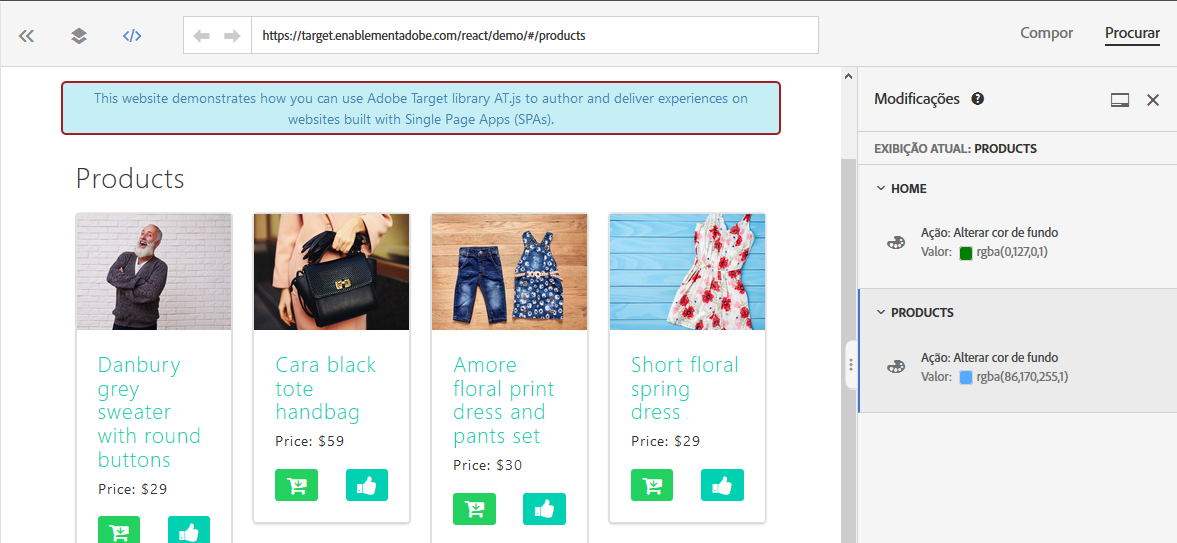 https://target.enablementadobe.com/react/demo/#/products
Compor
Procurar
This website demonstrates how you can use Adobe Target library AT.js to author and deliver experiences on
websites built with Single Page Apps (SPAs).
Products
Danbury
grey
sweater
with round
buttons
Price: $29
Cara black
tote
handbag
Price: $59
Amore
floral print
dress and
pants set
Price: $30
Short floral
spring
dress
Price: $29
Modificações
EXIBIÇÃO ATUAL: PRODUCTS
HOME
Ação: Alterar cor de fundo
Valor: rgba(0,127,0,1)
PRODUCTS
Ação: Alterar cor de fundo
Valor: rgba(86,170,255,1)